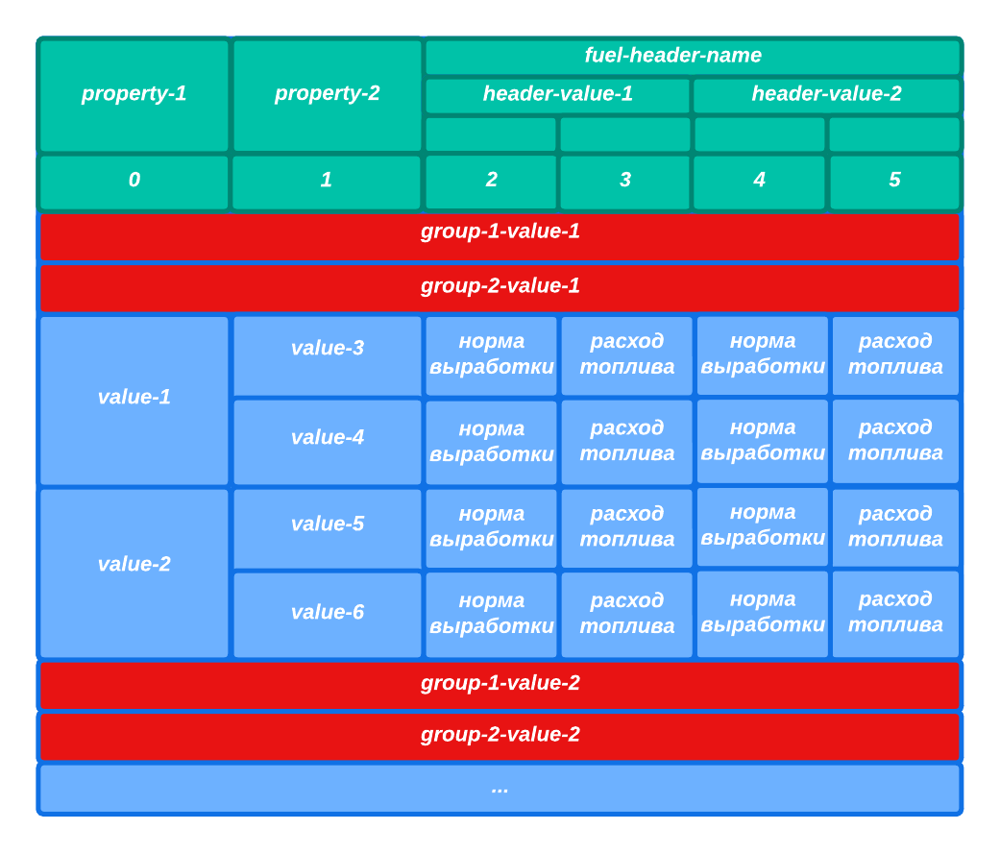 property-1
property-2
fuel-header-name
header-value-1
header-value-2
0
1
2
3
4
5
group-1-value-1
group-2-value-1
value-1
value-3
норма
выработки
расход
топлива
норма
выработки
расход
топлива
value-4
норма
выработки
расход
топлива
норма
выработки
расход
топлива
value-2
value-5
норма
выработки
расход
топлива
норма
выработки
расход
топлива
value-6
норма
выработки
расход
топлива
норма
выработки
расход
топлива
group-1-value-2
group-2-value-2
...